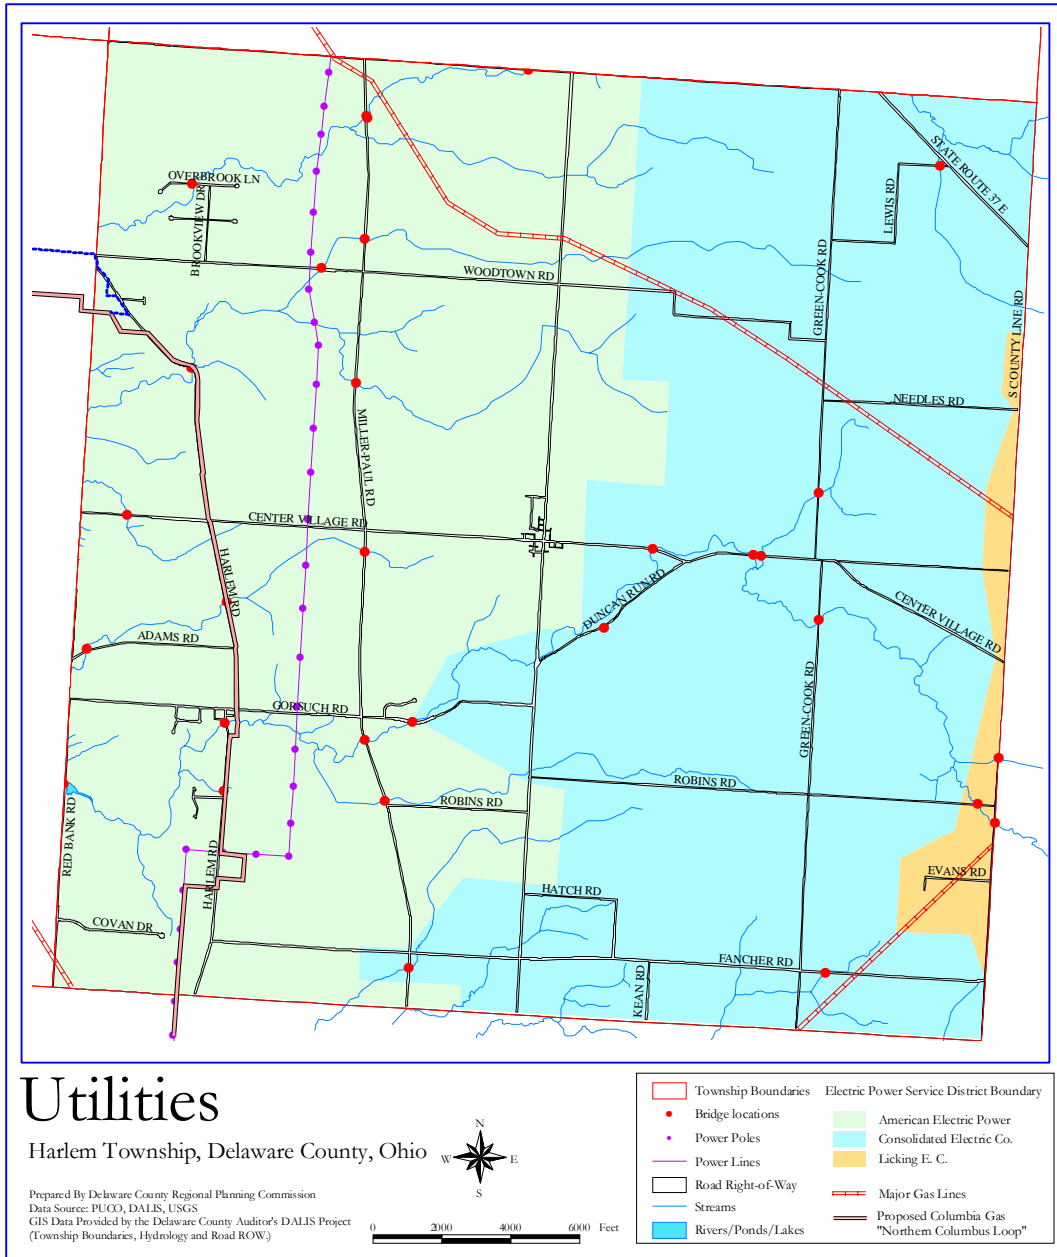 STATE ROUTE 37 E
OVERBROOK LN
LEWIS RD
BROOKVIEW DR
WOODTOWN RD
GREEN-COOK RD
S COUNTY LINE RD
NEEDLES RD
MILLER-PAUL RD
CENTER VILLAGE RD
HARLEM RD
DUNCAN RUN RD
CENTER VILLAGE RD
ADAMS RD
GORSUCH RD
GREEN-COOK RD
ROBINS RD
ROBINS RD
RED BANK RD
HARLEM RD
EVANS RD
HATCH RD
COVAN DR
FANCHER RD
KEAN RD
Utilities
Harlem Township, Delaware County, Ohio
N
W E
S
Prepared By Delaware County Regional Planning Commission
Data Source: PUCO, DALIS, USGS
GIS Data Provided by the Delaware County Auditor's DALIS Project
(Township Boundaries, Hydrology and Road ROW.)
0 2000 4000 6000 Feet
Township Boundaries
Bridge locations
Power Poles
Power Lines
Road Right-of-Way
Streams
Rivers/Ponds/Lakes
Electric Power Service District Boundary
American Electric Power
Consolidated Electric Co.
Licking E. C.
Major Gas Lines
Proposed Columbia Gas
"Northern Columbus Loop"